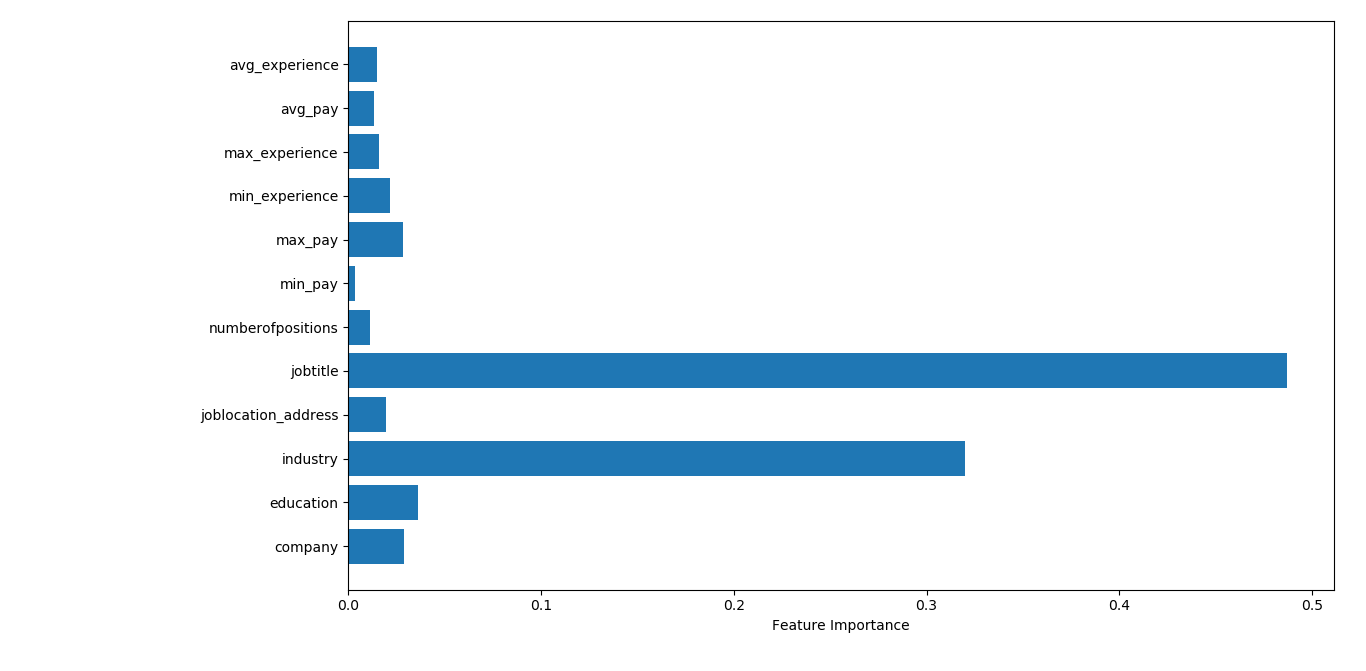 avg_experience
avg_pay
max_experience
min_experience
max_pay
min_pay
numberofpositions
jobtitle
joblocation_address
industry
education
company
0.0 0.1 0.2 0.3 0.4 0.5
Feature Importance